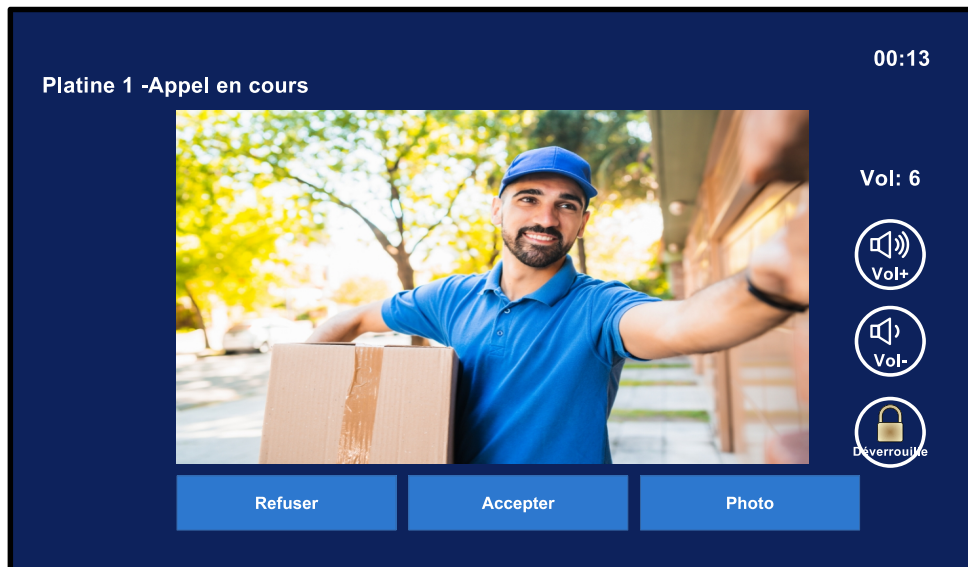 00:13
Platine 1 -Appel en cours
Vol: 6
Vol+
Vol-
Déverrouille
Refuser
Accepter
Photo